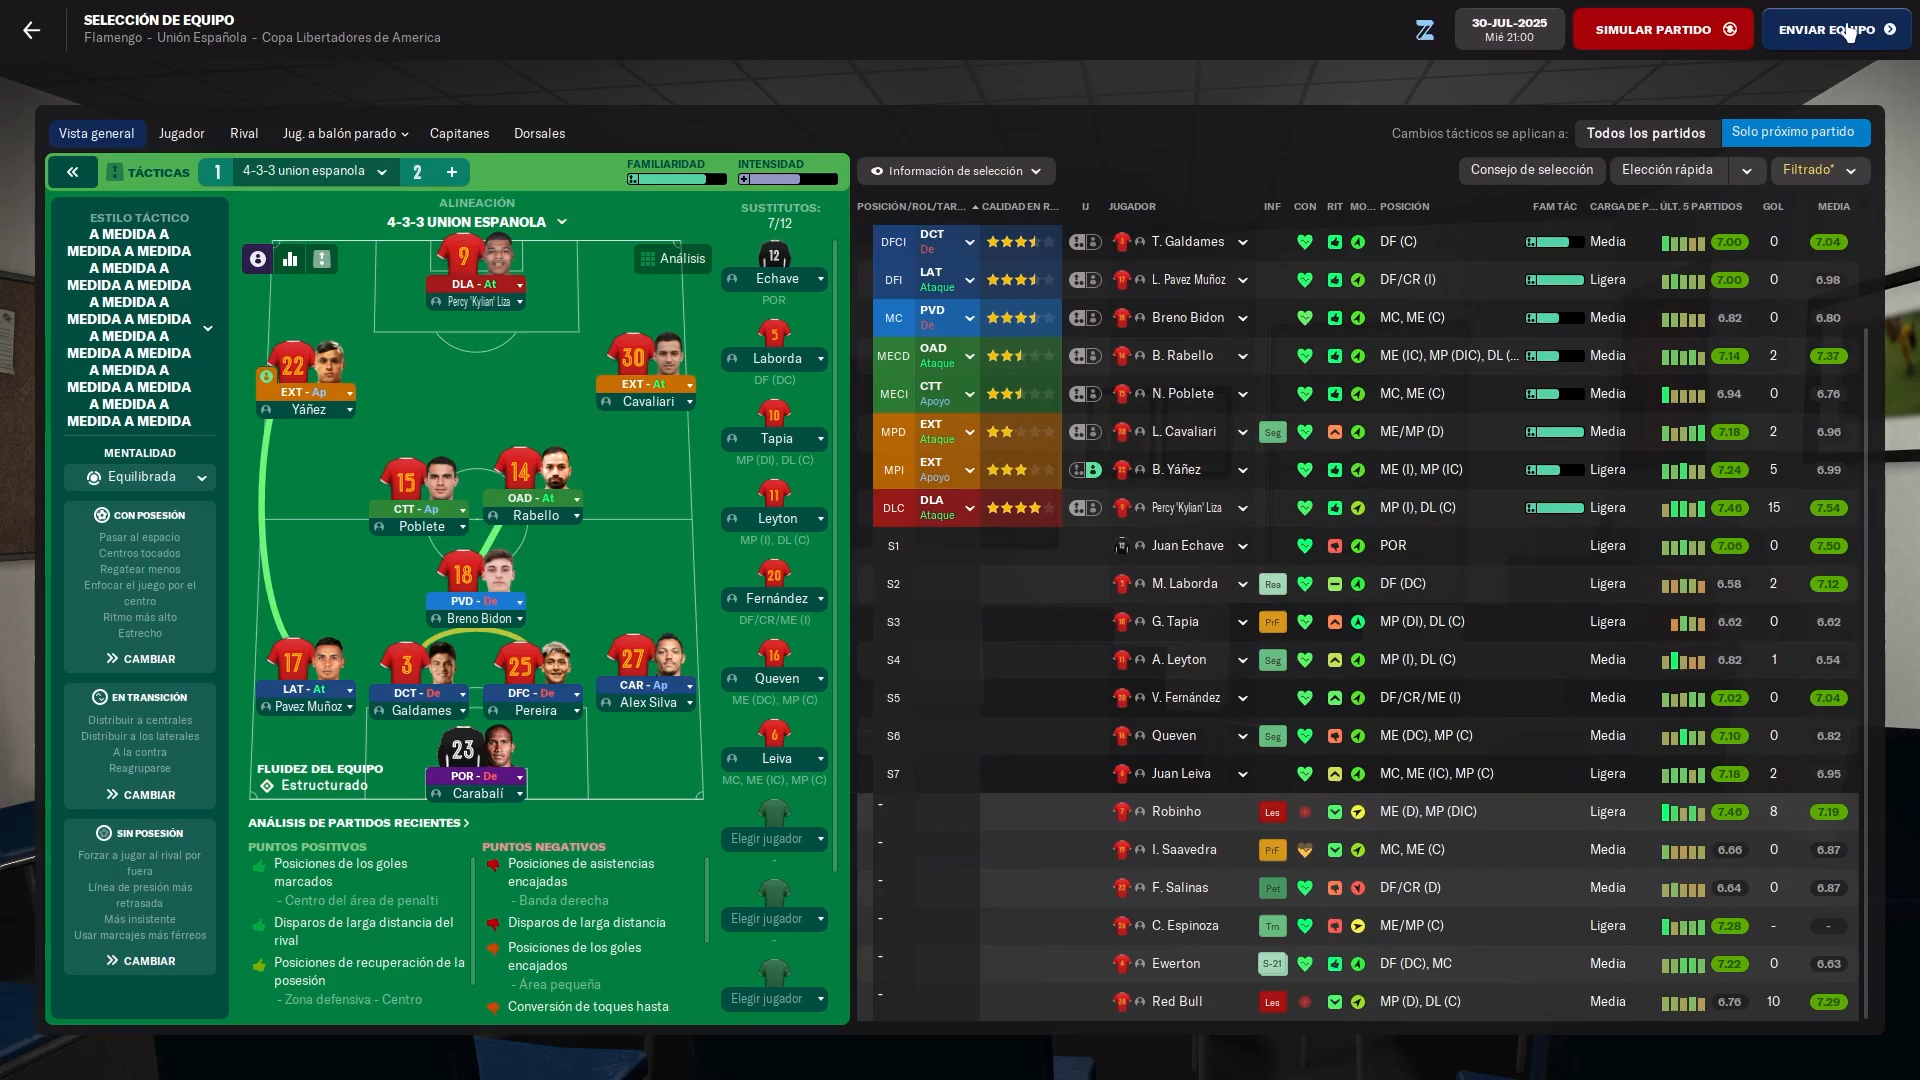 SELECCIÓN DE EQUIPO
Flamengo - Unión Española - Copa Libertadores de America
30-JUL-2025
Mié 21:00
SIMULAR PARTIDO
ENVIAR EQUIPO
Vista general
Jugador
Rival
Jug. a balón parado
Capitanes
Dorsales
Cambios tácticos se aplican a:
Todos los partidos
Solo próximo partido
TÁCTICAS
1
4-3-3 union espanola
2
+
FAMILIARIDAD
INTENSIDAD
Información de selección
Consejo de selección
Elección rápida
Filtrado*
ESTILO TÁCTICO
A MEDIDA A
MEDIDA A MEDIDA
A MEDIDA A
MEDIDA A MEDIDA
A MEDIDA A
MEDIDA A MEDIDA
A MEDIDA A
MEDIDA A MEDIDA
A MEDIDA A
MEDIDA A MEDIDA
A MEDIDA A
MEDIDA A MEDIDA
MENTALIDAD
Equilibrada
CON POSESIÓN
Pasar al espacio
Centros tocados
Regatear menos
Enfocar el juego por el
centro
Ritmo más alto
Estrecho
CAMBIAR
EN TRANSICIÓN
Distribuir a centrales
Distribuir a los laterales
A la contra
Reagruparse
CAMBIAR
SIN POSESIÓN
Forzar a jugar al rival por
fuera
Línea de presión más
retrasada
Más insistente
Usar marcajes más férreos
CAMBIAR
ALINEACIÓN
4-3-3 UNION ESPANOLA
Análisis
9
DLA - At
Percy 'Kylian' Liza
22
EXT - Ap
Yáñez
30
EXT - At
Cavaliari
15
CTT - Ap
Poblete
14
OAD - At
Rabello
18
PVD - De
Breno Bidon
17
LAT - At
Pavez Muñoz
3
DCT - De
Galdames
25
DFC - De
Pereira
27
CAR - Ap
Alex Silva
23
POR - De
Carabalí
FLUIDEZ DEL EQUIPO
Estructurado
ANÁLISIS DE PARTIDOS RECIENTES
PUNTOS POSITIVOS
Posiciones de los goles
marcados
- Centro del área de penalti
Disparos de larga distancia del
rival
Posiciones de recuperación de la
posesión
- Zona defensiva - Centro
PUNTOS NEGATIVOS
Posiciones de asistencias
encajadas
- Banda derecha
Disparos de larga distancia
Posiciones de los goles
encajados
- Área pequeña
Conversión de toques hasta
SUSTITUTOS:
7/12
12
Echave
POR
5
Laborda
DF (DC)
10
Tapia
MP (DI), DL (C)
11
Leyton
MP (I), DL (C)
20
Fernández
DF/CR/ME (I)
16
Queven
ME (DC), MP (C)
6
Leiva
MC, ME (IC), MP (C)
Elegir jugador
-
Elegir jugador
-
Elegir jugador
POSICIÓN/ROL/TAR... CALIDAD EN R... IJ JUGADOR INF CON RIT MO... POSICIÓN FAM TÁC CARGA DE P... ÚLT. 5 PARTIDOS GOL MEDIA
DFCI DCT De T. Galdames DF (C) Media 7.00 0 7.04
DFI LAT Ataque L. Pavez Muñoz DF/CR (I) Media 7.00 0 6.98
MC PVD De Breno Bidon MC, ME (C) Media 6.82 0 6.80
MECD OAD Ataque B. Rabello ME (IC), MP (DIC), DL (... Media 7.14 2 7.37
MECI CTT Apoyo N. Poblete MC, ME (C) Media 6.94 0 6.76
MPD EXT Ataque L. Cavaliari Seg ME/MP (D) Media 7.18 2 6.96
MPI EXT Apoyo B. Yáñez ME (I), MP (IC) Ligera 7.24 5 6.99
DLC DLA Ataque Percy 'Kylian' Liza MP (I), DL (C) Ligera 7.46 15 7.54
S1 Juan Echave POR Ligera 7.06 0 7.50
S2 M. Laborda Rea DF (DC) Ligera 6.58 2 7.12
S3 G. Tapia PrF MP (DI), DL (C) Ligera 6.62 0 6.62
S4 A. Leyton Seg MP (I), DL (C) Media 6.82 1 6.54
S5 V. Fernández DF/CR/ME (I) Media 7.02 0 7.04
S6 Queven Seg ME (DC), MP (C) Media 7.10 0 6.82
S7 Juan Leiva MC, ME (IC), MP (C) Ligera 7.18 2 6.95
- Robinho Les ME (D), MP (DIC) Ligera 7.46 8 7.19
- I. Saavedra PrF MC, ME (C) Media 6.66 0 6.87
- F. Salinas Pet DF/CR (D) Media 6.64 0 6.87
- C. Espinoza Trn ME/MP (C) Ligera 7.28 - -
- Ewerton S-21 DF (DC), MC Media 7.22 0 6.63
- Red Bull Les MP (D), DL (C) Media 6.76 10 7.29